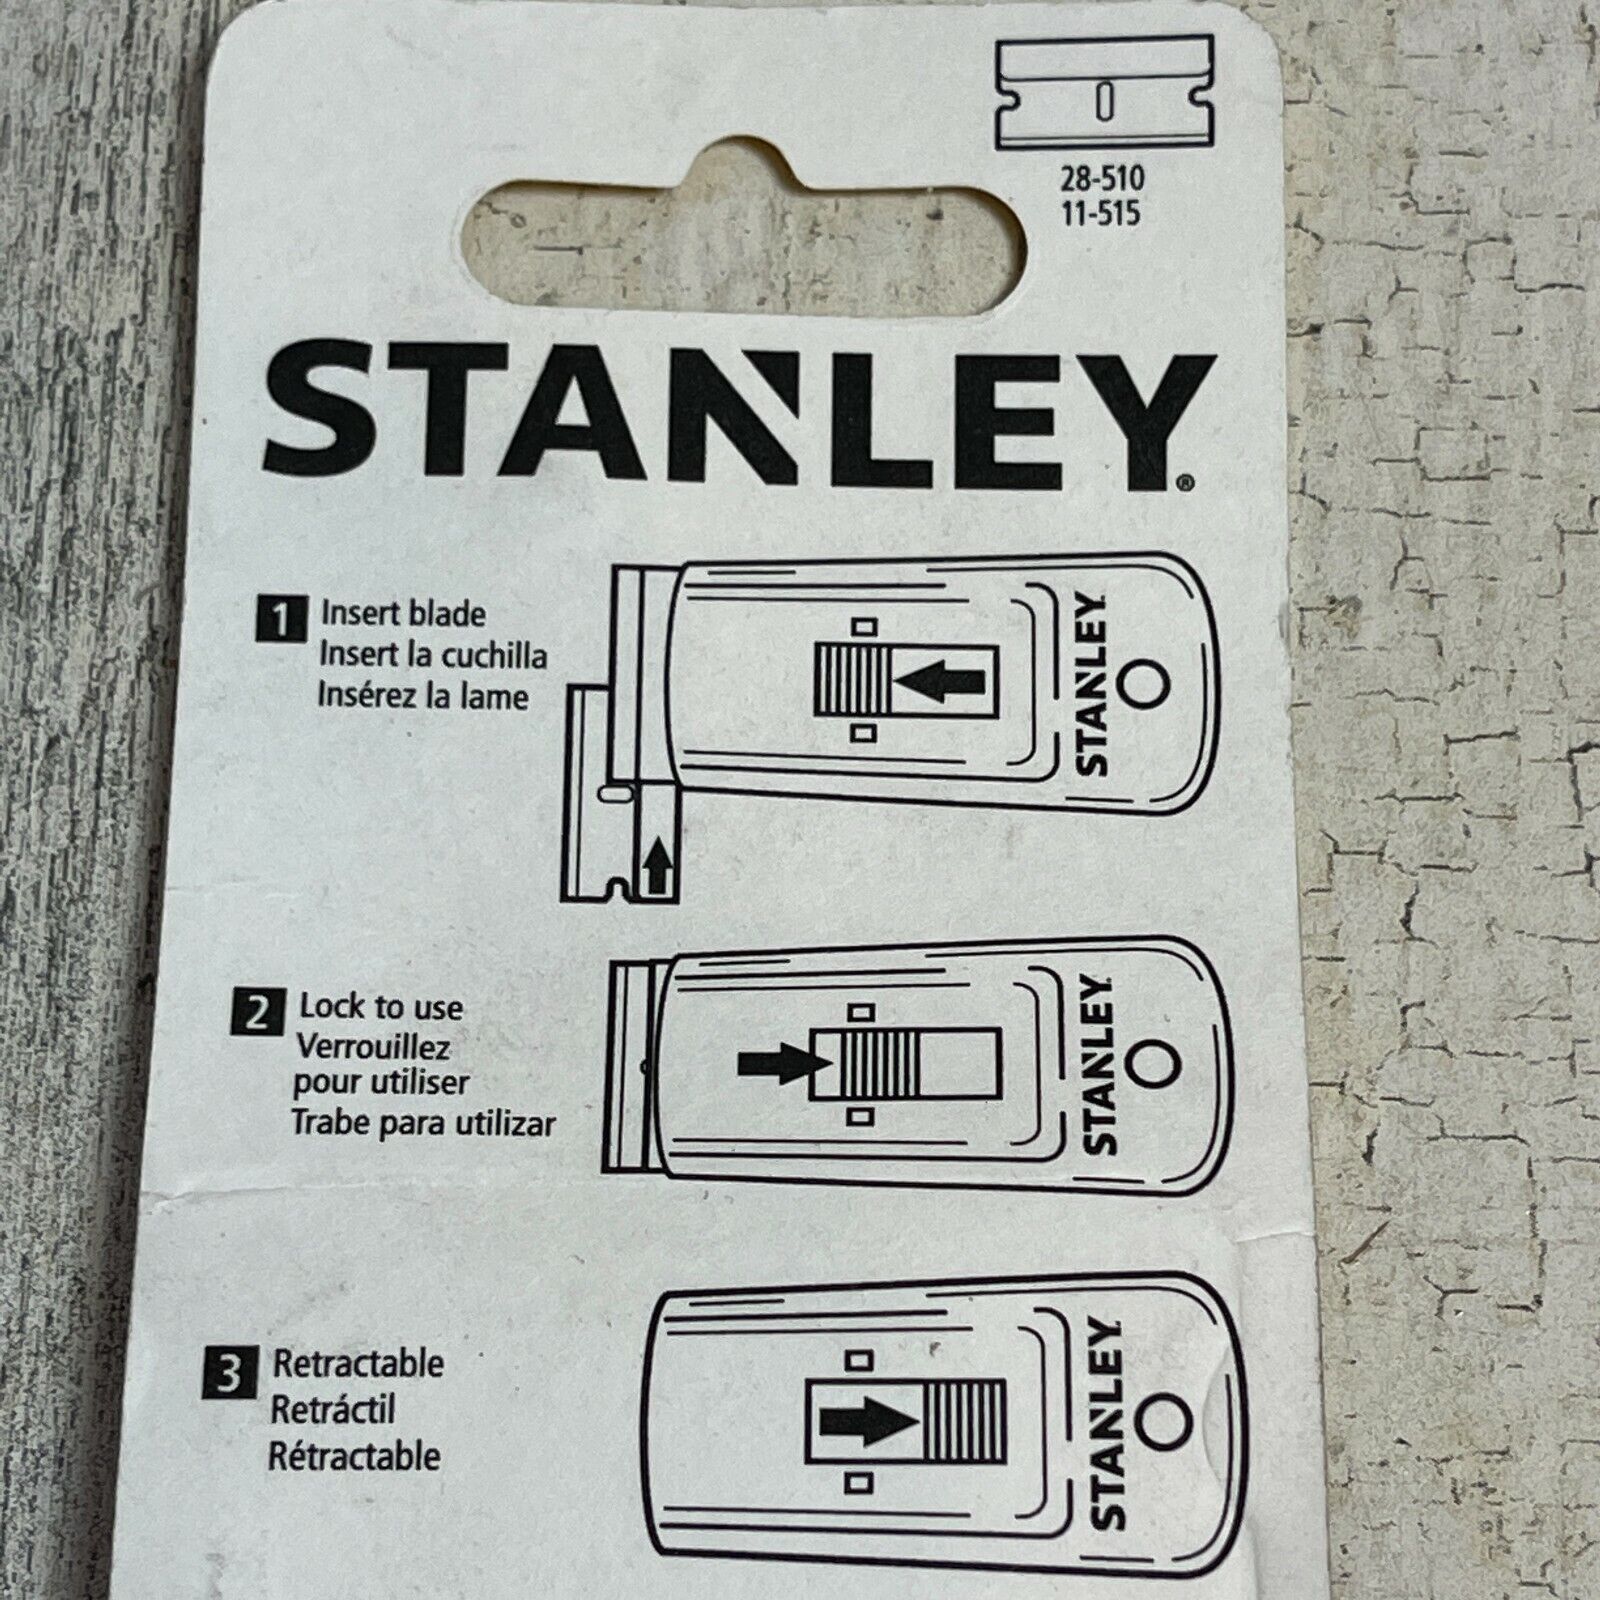 28-510
11-515
STANLEY®
1 Insert blade
Insert la cuchilla
Insérez la lame
STANLEY
2 Lock to use
Verrouillez
pour utiliser
Trabe para utilizar
STANLEY
3 Retractable
Retráctil
Rétractable
STANLEY